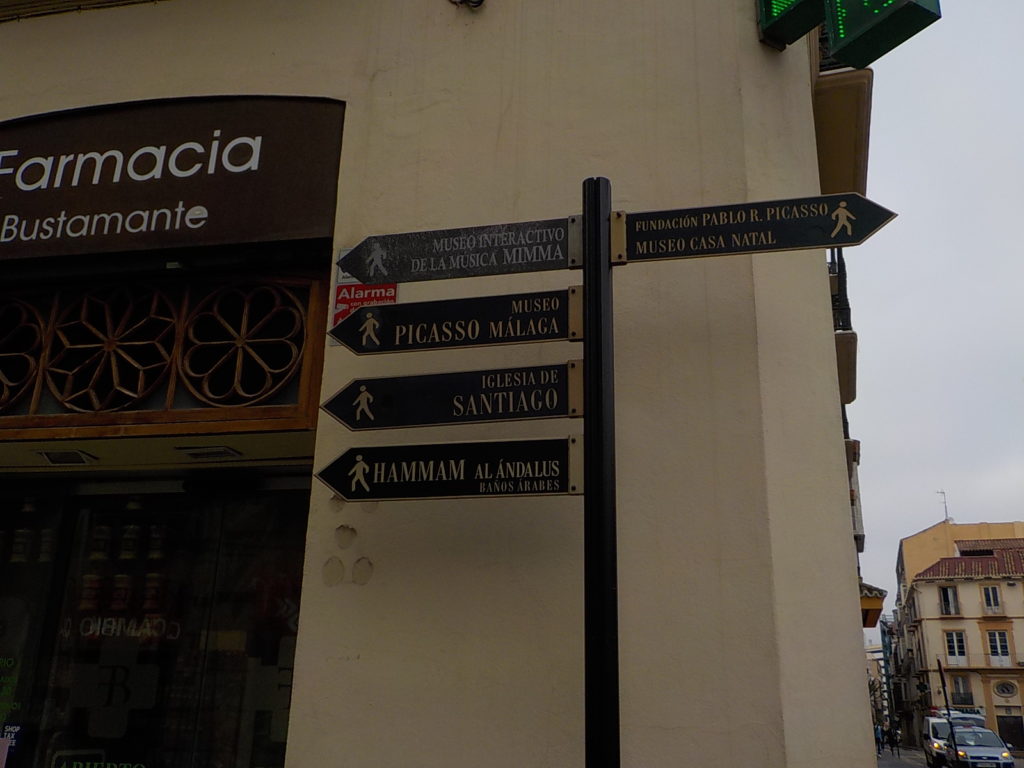 Farmacia
Bustamante
MUSEO INTERACTIVO
DE LA MÚSICA MIMMA
FUNDACIÓN PABLO R. PICASSO
MUSEO CASA NATAL
Alarma
MUSEO
PICASSO MÁLAGA
IGLESIA DE
SANTIAGO
HAMMAM AL ÁNDALUS
BAÑOS ÁRABES
ABIERTO